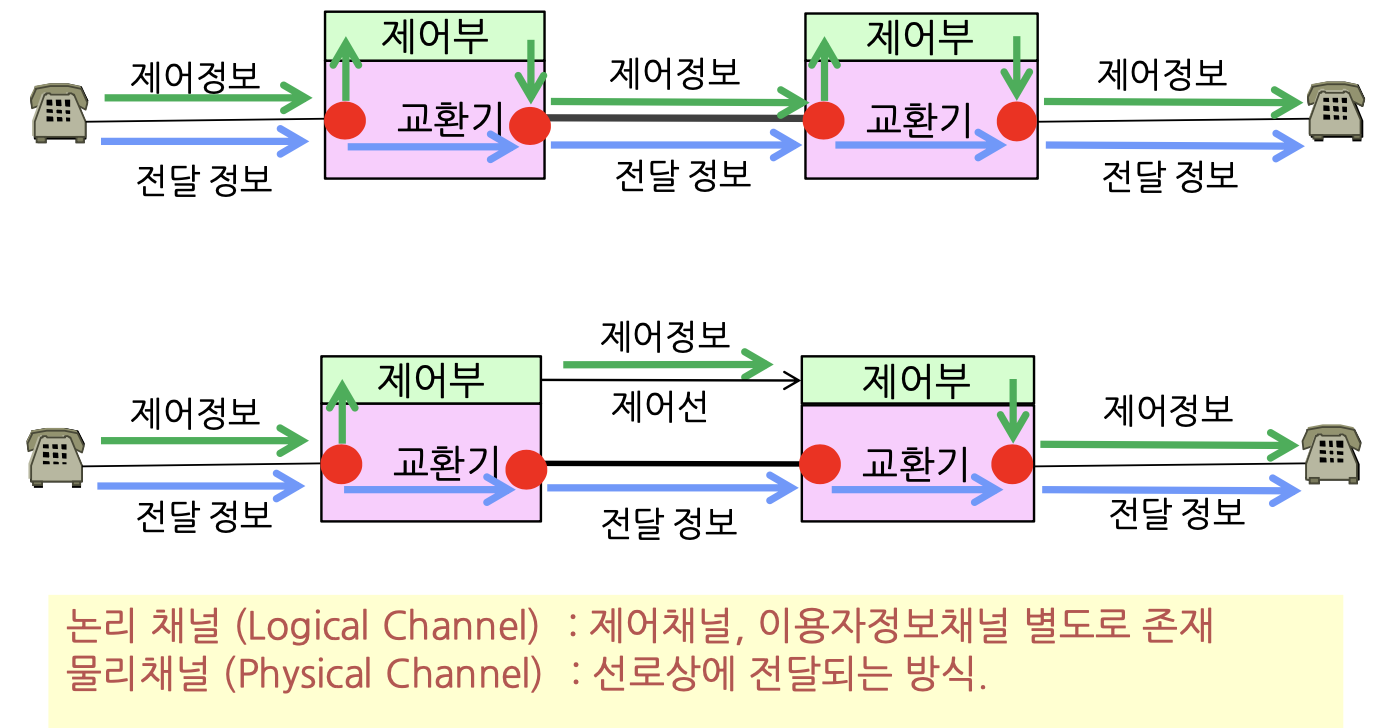 제어부
제어부
제어정보
제어정보
제어정보
교환기
교환기
전달 정보
전달 정보
전달 정보
제어정보
제어부
제어부
제어선
제어정보
제어정보
교환기
교환기
전달 정보
전달 정보
전달 정보
논리 채널 (Logical Channel) : 제어채널, 이용자정보채널 별도로 존재
물리채널 (Physical Channel) : 선로상에 전달되는 방식.